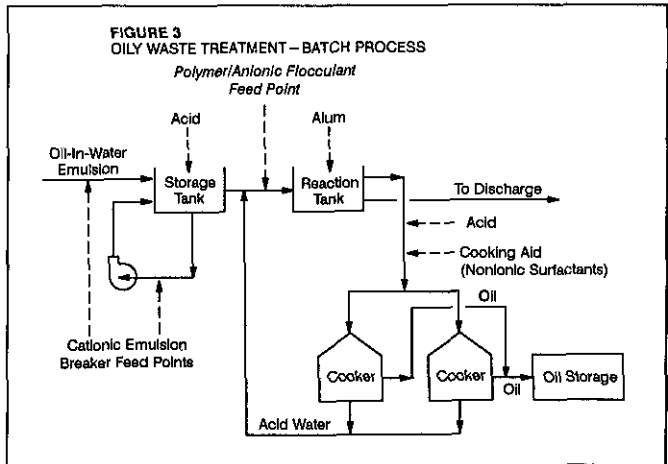 FIGURE 3
OILY WASTE TREATMENT – BATCH PROCESS
Polymer/Anionic Flocculant
Feed Point
Acid
Alum
Oil-In-Water
Emulsion
Storage
Tank
Reaction
Tank
To Discharge
Acid
Cooking Aid
(Nonionic Surfactants)
Oil
Cationic Emulsion
Breaker Feed Points
Cooker
Cooker
Oil
Oil Storage
Acid Water